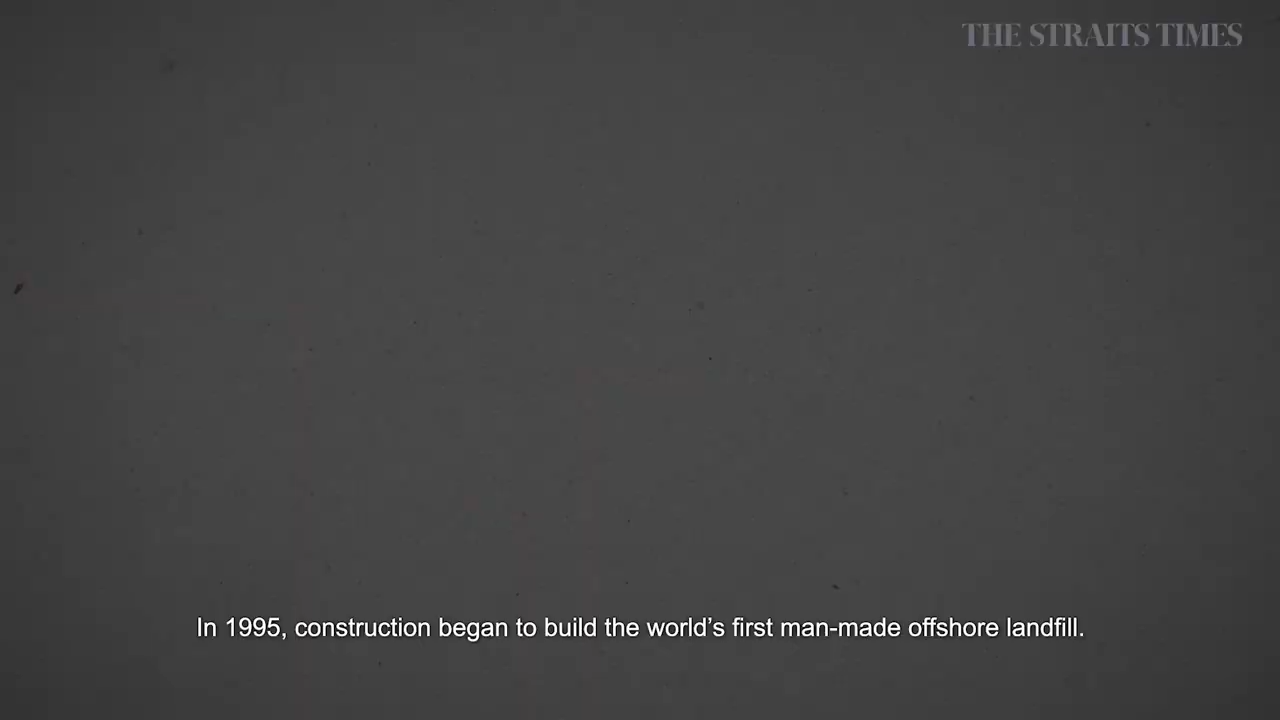 THE STRAITS TIMES
In 1995, construction began to build the world’s first man-made offshore landfill.